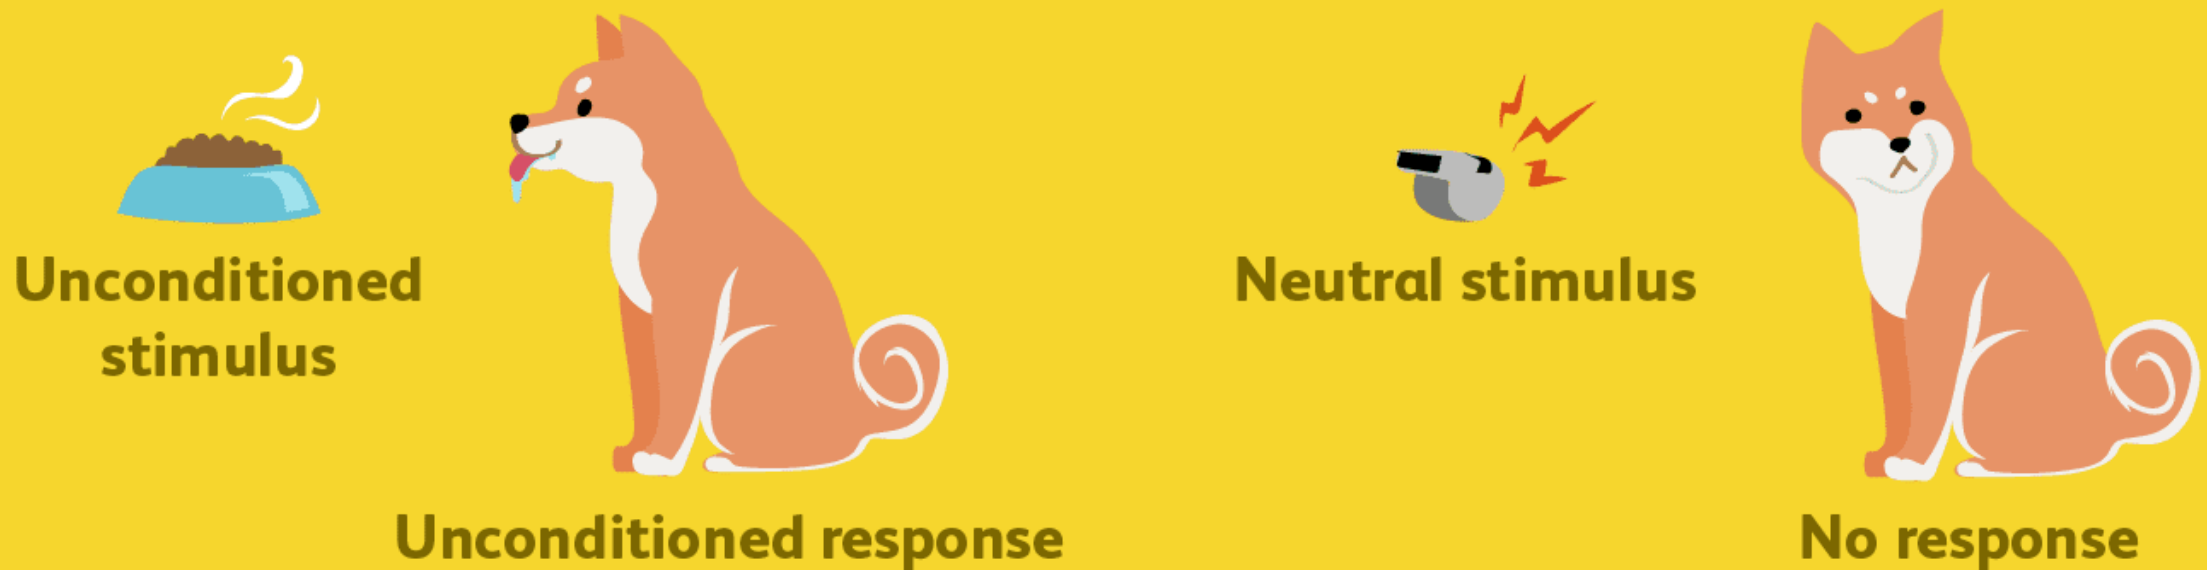 Unconditioned
stimulus
Unconditioned response
Neutral stimulus
No response